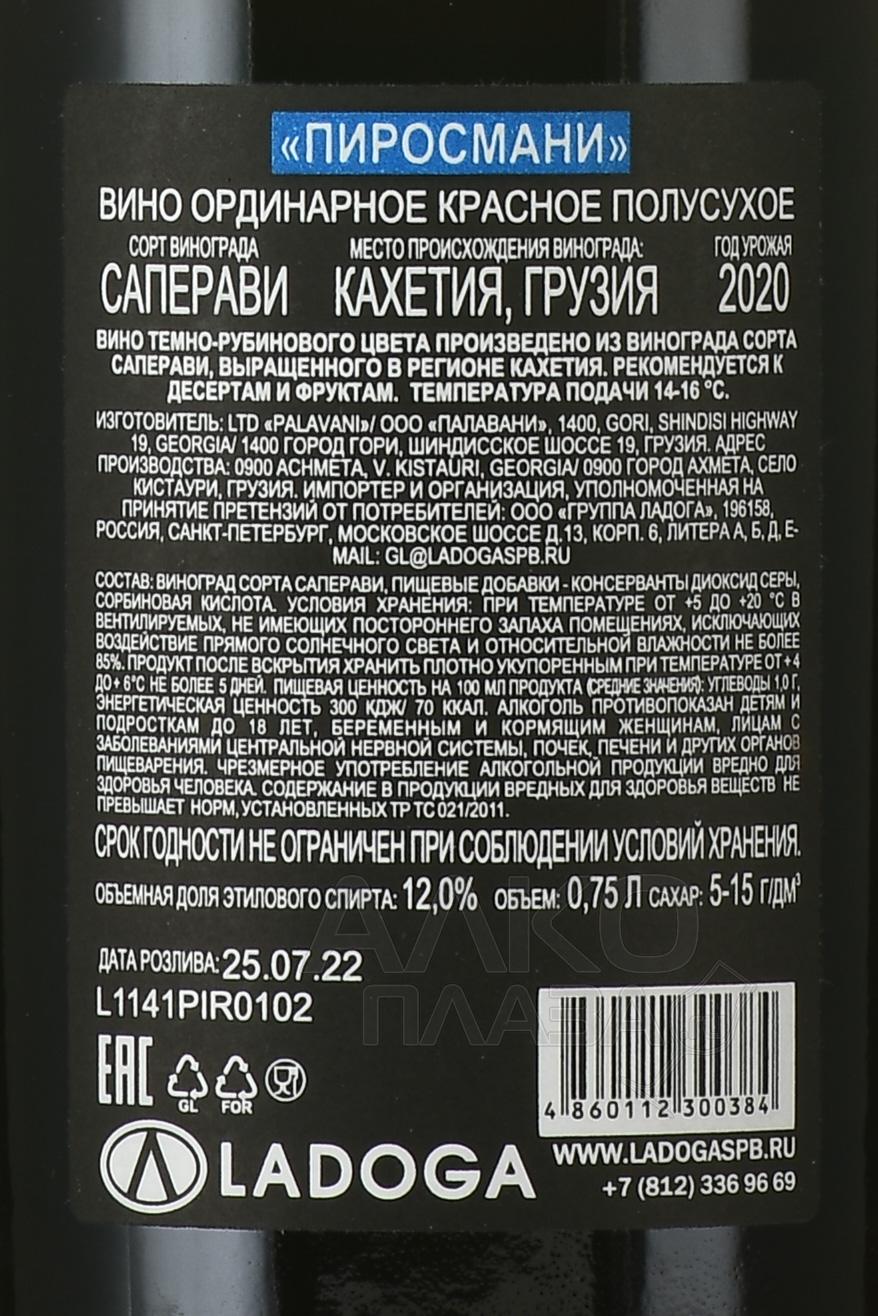 «ПИРОСМАНИ»
ВИНО ОРДИНАРНОЕ КРАСНОЕ ПОЛУСУХОЕ
СОРТ ВИНОГРАДА МЕСТО ПРОИСХОЖДЕНИЯ ВИНОГРАДА: ГОД УРОЖАЯ
САПЕРАВИ КАХЕТИЯ, ГРУЗИЯ 2020
ВИНО ТЕМНО-РУБИНОВОГО ЦВЕТА ПРОИЗВЕДЕНО ИЗ ВИНОГРАДА СОРТА
САПЕРАВИ, ВЫРАЩЕННОГО В РЕГИОНЕ КАХЕТИЯ. РЕКОМЕНДУЕТСЯ К
ДЕСЕРТАМ И ФРУКТАМ. ТЕМПЕРАТУРА ПОДАЧИ 14-16 °С.
ИЗГОТОВИТЕЛЬ: LTD «PALAVANI»/ ООО «ПАЛАВАНИ», 1400, GORI, SHINDISI HIGHWAY
19, GEORGIA/ 1400 ГОРОД ГОРИ, ШИНДИССКОЕ ШОССЕ 19, ГРУЗИЯ. АДРЕС
ПРОИЗВОДСТВА: 0900 ACHMETA, V. KISTAURI, GEORGIA/ 0900 ГОРОД АХМЕТА, СЕЛО
КИСТАУРИ, ГРУЗИЯ. ИМПОРТЕР И ОРГАНИЗАЦИЯ, УПОЛНОМОЧЕННАЯ НА
ПРИНЯТИЕ ПРЕТЕНЗИЙ ОТ ПОТРЕБИТЕЛЕЙ: ООО «ГРУППА ЛАДОГА», 196158,
РОССИЯ, САНКТ-ПЕТЕРБУРГ, МОСКОВСКОЕ ШОССЕ Д.13, КОРП. 6, ЛИТЕРА А, Б, Д, E-
MAIL: GL@LADOGASPB.RU
СОСТАВ: ВИНОГРАД СОРТА САПЕРАВИ, ПИЩЕВЫЕ ДОБАВКИ - КОНСЕРВАНТЫ ДИОКСИД СЕРЫ,
СОРБИНОВАЯ КИСЛОТА. УСЛОВИЯ ХРАНЕНИЯ: ПРИ ТЕМПЕРАТУРЕ ОТ +5 ДО +20 °С В
ВЕНТИЛИРУЕМЫХ, НЕ ИМЕЮЩИХ ПОСТОРОННЕГО ЗАПАХА ПОМЕЩЕНИЯХ, ИСКЛЮЧАЮЩИХ
ВОЗДЕЙСТВИЕ ПРЯМОГО СОЛНЕЧНОГО СВЕТА И ОТНОСИТЕЛЬНОЙ ВЛАЖНОСТИ НЕ БОЛЕЕ
85%. ПРОДУКТ ПОСЛЕ ВСКРЫТИЯ ХРАНИТЬ ПЛОТНО УКУПОРЕННЫМ ПРИ ТЕМПЕРАТУРЕ ОТ +4
ДО + 6°С НЕ БОЛЕЕ 5 ДНЕЙ. ПИЩЕВАЯ ЦЕННОСТЬ НА 100 МЛ ПРОДУКТА (СРЕДНИЕ ЗНАЧЕНИЯ): УГЛЕВОДЫ 1,0 Г,
ЭНЕРГЕТИЧЕСКАЯ ЦЕННОСТЬ 300 КДЖ/ 70 ККАЛ. АЛКОГОЛЬ ПРОТИВОПОКАЗАН ДЕТЯМ И
ПОДРОСТКАМ ДО 18 ЛЕТ, БЕРЕМЕННЫМ И КОРМЯЩИМ ЖЕНЩИНАМ, ЛИЦАМ С
ЗАБОЛЕВАНИЯМИ ЦЕНТРАЛЬНОЙ НЕРВНОЙ СИСТЕМЫ, ПОЧЕК, ПЕЧЕНИ И ДРУГИХ ОРГАНОВ
ПИЩЕВАРЕНИЯ. ЧРЕЗМЕРНОЕ УПОТРЕБЛЕНИЕ АЛКОГОЛЬНОЙ ПРОДУКЦИИ ВРЕДНО ДЛЯ
ЗДОРОВЬЯ ЧЕЛОВЕКА. СОДЕРЖАНИЕ В ПРОДУКЦИИ ВРЕДНЫХ ДЛЯ ЗДОРОВЬЯ ВЕЩЕСТВ НЕ
ПРЕВЫШАЕТ НОРМ, УСТАНОВЛЕННЫХ ТР ТС 021/2011.
СРОК ГОДНОСТИ НЕ ОГРАНИЧЕН ПРИ СОБЛЮДЕНИИ УСЛОВИЙ ХРАНЕНИЯ.
ОБЪЕМНАЯ ДОЛЯ ЭТИЛОВОГО СПИРТА: 12,0% ОБЪЕМ: 0,75 Л САХАР: 5-15 Г/ДМ³
АЛКО
ПЛАЗА
ДАТА РОЗЛИВА: 25.07.22
L1141PIR0102
EAC
GL FOR
4 860112 300384
LADOGA
WWW.LADOGASPB.RU
+7 (812) 336 96 69